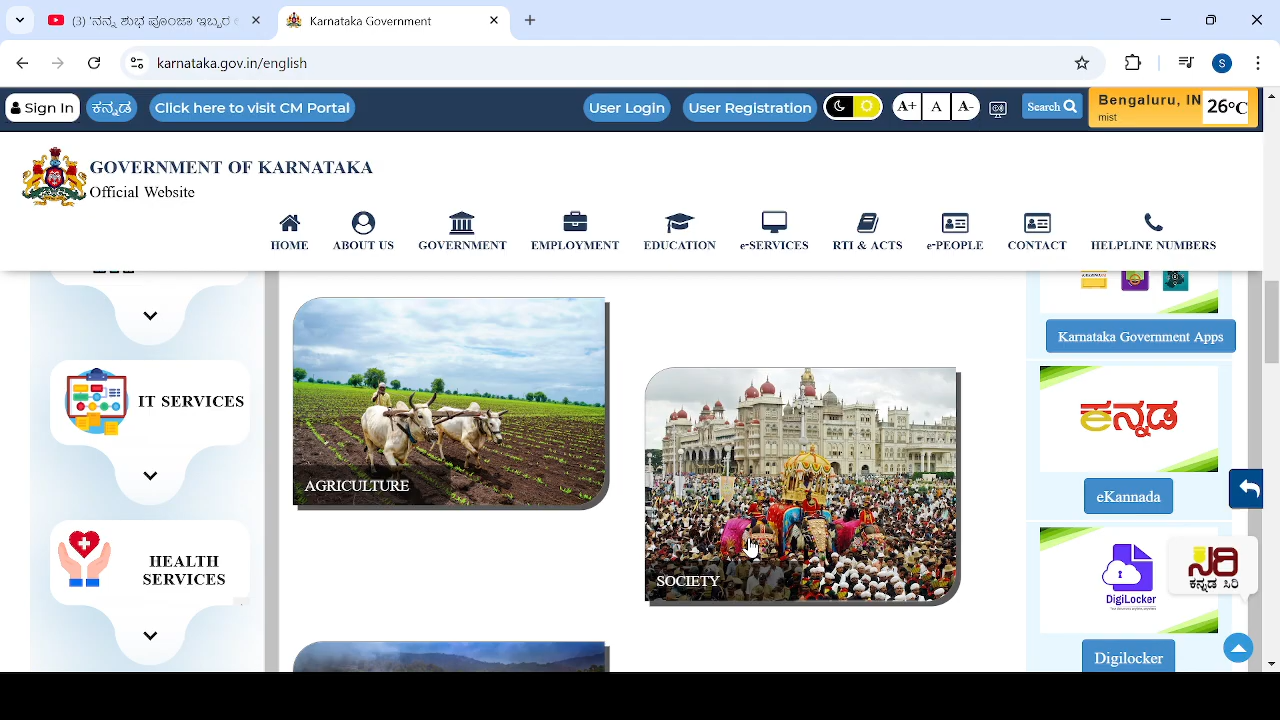 (3) 'ನನ್ನ ಶುಭ ಪೂಂಜಾ ಇಬ್ಬರ
Karnataka Government
karnataka.gov.in/english
S
Sign In
ಕನ್ನಡ
Click here to visit CM Portal
User Login
User Registration
A+
A
A-
Search
Bengaluru, IN
mist
26°C
GOVERNMENT OF KARNATAKA
Official Website
HOME
ABOUT US
GOVERNMENT
EMPLOYMENT
EDUCATION
e-SERVICES
RTI & ACTS
e-PEOPLE
CONTACT
HELPLINE NUMBERS
Karnataka Government Apps
IT SERVICES
AGRICULTURE
ಕನ್ನಡ
eKannada
HEALTH
SERVICES
SOCIETY
DigiLocker
ಸಿರಿ
ಕನ್ನಡ ಸಿರಿ
Digilocker